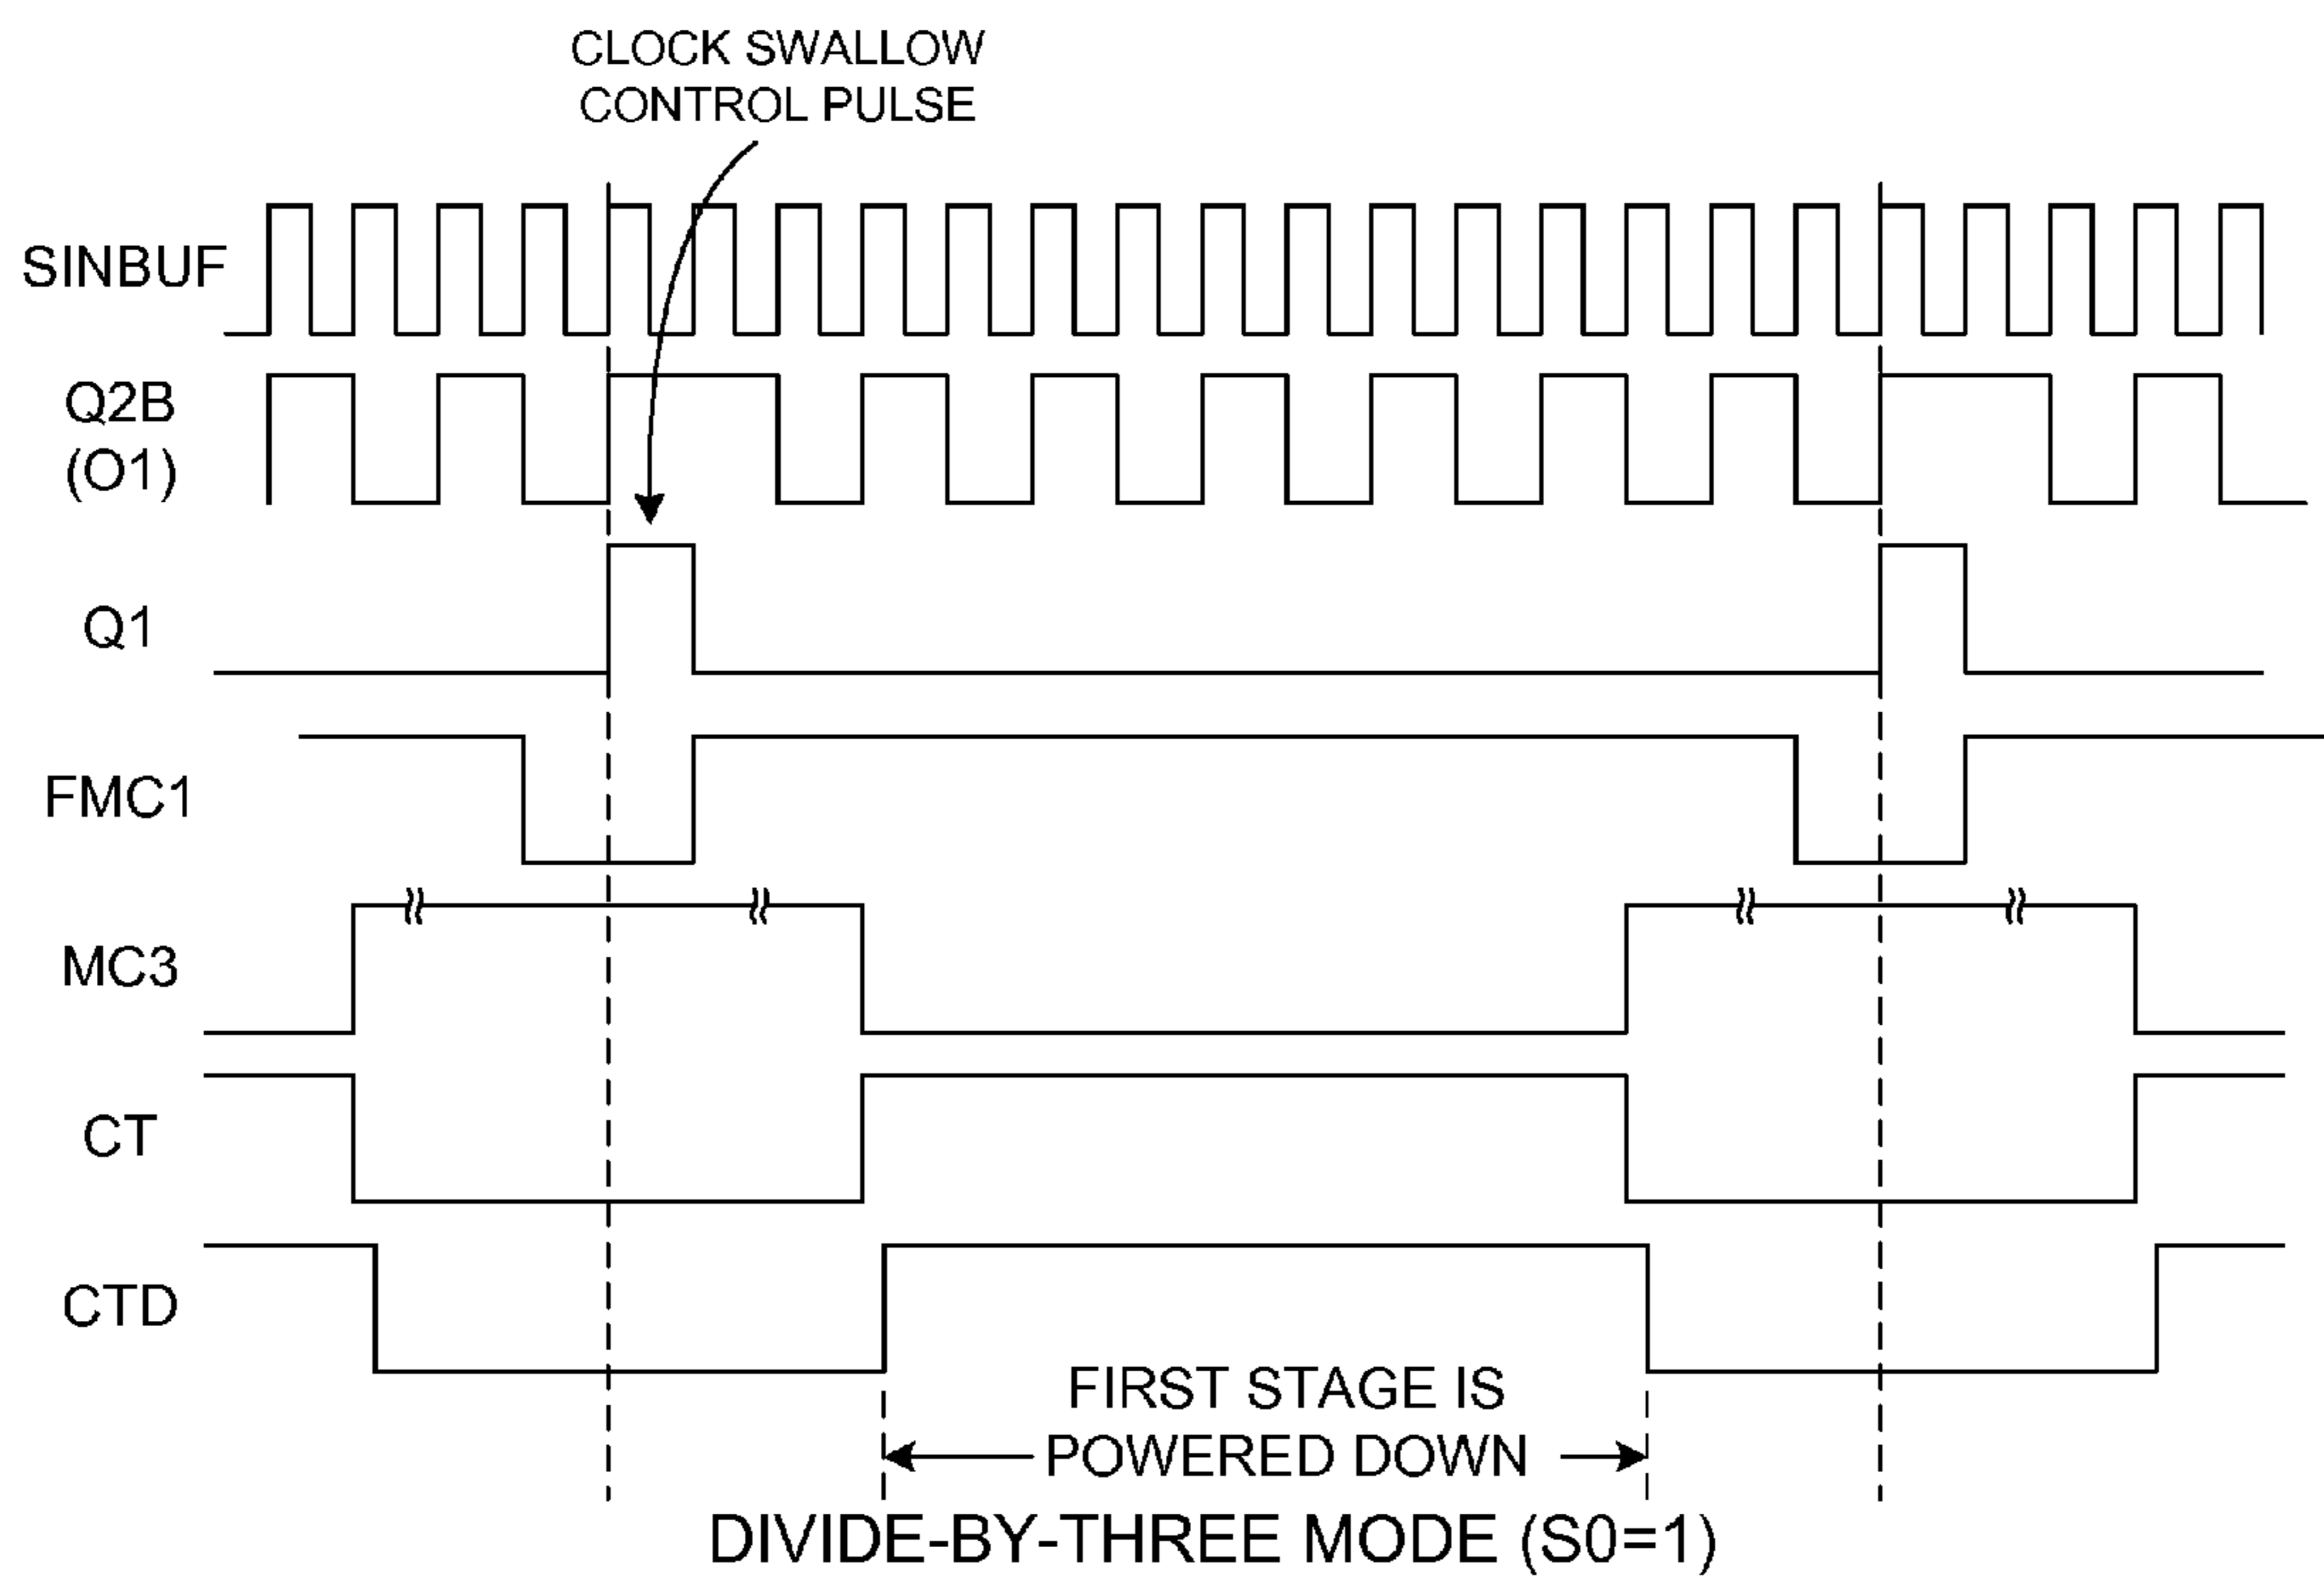 CLOCK SWALLOW
CONTROL PULSE
SINBUF
Q2B
(O1)
Q1
FMC1
MC3
CT
CTD
FIRST STAGE IS
POWERED DOWN
DIVIDE-BY-THREE MODE (S0=1)